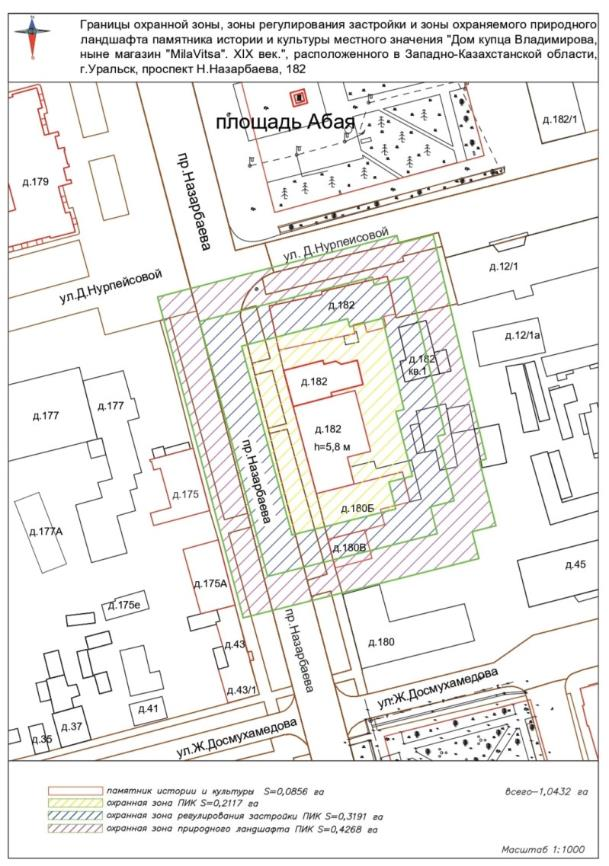 Границы охранной зоны, зоны регулирования застройки и зоны охраняемого природного
ландшафта памятника истории и культуры местного значения "Дом купца Владимирова,
ныне магазин "MilaVitsa". XIX век.", расположенного в Западно-Казахстанской области,
г.Уральск, проспект Н.Назарбаева, 182
площадь Абая
д.182/1
д.179
пр.Назарбаева
ул. Д.Нурпеисовой
ул.Д.Нурпейсовой
д.12/1
д.182
д.12/1а
д.182
кв.1
д.182
д.177
д.177
д.182
h=5,8 м
пр.Назарбаева
д.175
д.180Б
д.177А
д.180В
д.175А
д.45
д.175е
пр.Назарбаева
д.43
д.180
д.43/1
ул.Ж.Досмухамедова
д.41
д.37
д.35
ул.Ж.Досмухамедова
памятник истории и культуры S=0,0856 га
всего-1,0432 га
охранная зона ПИК S=0,2117 га
охранная зона регулирования застройки ПИК S=0,3191 га
охранная зона природного ландшафта ПИК S=0,4268 га
Масштаб 1:1000